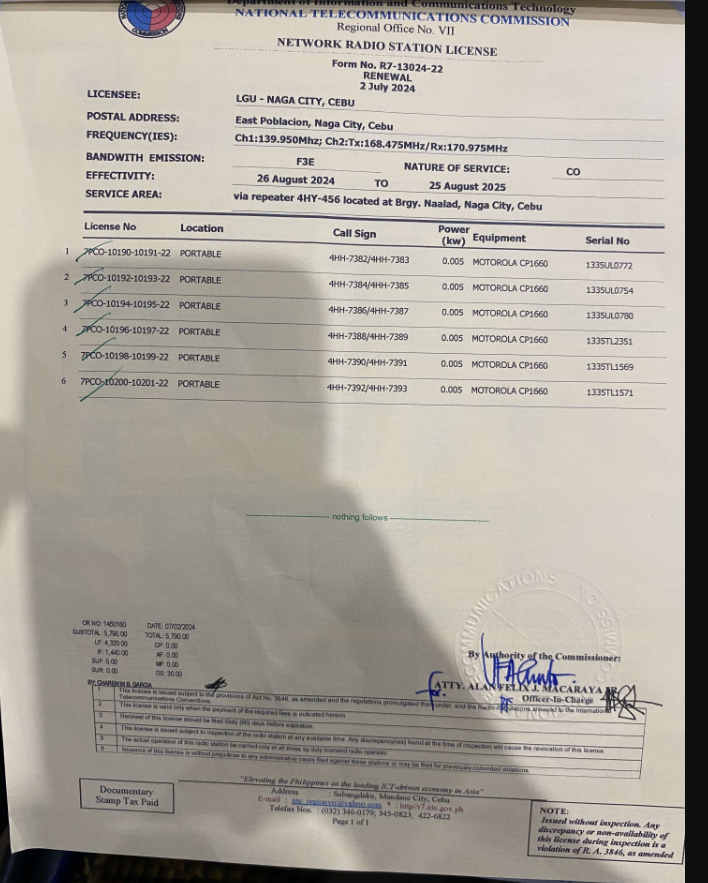 Department of Information and Communications Technology
NATIONAL TELECOMMUNICATIONS COMMISSION
Regional Office No. VII
NETWORK RADIO STATION LICENSE
Form No. R7-13024-22
RENEWAL
2 July 2024
LICENSEE: LGU - NAGA CITY, CEBU
POSTAL ADDRESS: East Poblacion, Naga City, Cebu
FREQUENCY(IES): Ch1:139.950Mhz; Ch2:Tx:168.475MHz/Rx:170.975MHz
BANDWITH EMISSION: F3E NATURE OF SERVICE: CO
EFFECTIVITY: 26 August 2024 TO 25 August 2025
SERVICE AREA: via repeater 4HY-456 located at Brgy. Naalad, Naga City, Cebu
License No Location Call Sign Power (kw) Equipment Serial No
1 7PCO-10190-10191-22 PORTABLE 4HH-7382/4HH-7383 0.005 MOTOROLA CP1660 1335UL0772
2 7PCO-10192-10193-22 PORTABLE 4HH-7384/4HH-7385 0.005 MOTOROLA CP1660 1335UL0754
3 7PCO-10194-10195-22 PORTABLE 4HH-7386/4HH-7387 0.005 MOTOROLA CP1660 1335UL0780
4 7PCO-10196-10197-22 PORTABLE 4HH-7388/4HH-7389 0.005 MOTOROLA CP1660 1335TL2351
5 7PCO-10198-10199-22 PORTABLE 4HH-7390/4HH-7391 0.005 MOTOROLA CP1660 1335TL1569
6 7PCO-10200-10201-22 PORTABLE 4HH-7392/4HH-7393 0.005 MOTOROLA CP1660 1335TL1571
nothing follows
OR NO: 1450160 DATE: 07/03/2024
SUBTOTAL: 5,760.00 TOTAL: 5,790.00
LF: 4,320.00 CP: 0.00
IF: 1,440.00 AF: 0.00
SUF: 0.00 MF: 0.00
SUR: 0.00 DS: 30.00
By Authority of the Commissioner:
ATTY. ALAN FELIX J. MACARAYA JR.
Officer-In-Charge
BY: GARCIA
1 This license is issued subject to the provisions of Act No. 3846, as amended and the regulations promulgated thereunder, and the Radio Regulations annexed to the International
Telecommunications Conventions.
2 This license is valid only when the payment of the required fees is indicated hereon.
3 Renewal of this license should be filed sixty (60) days before expiration.
4 This license is issued subject to inspection of the radio station at any available time. Any discrepancy(ies) found at the time of inspection will cause the revocation of this license.
5 The actual operation of this radio station be carried only at all times by duly licensed radio operator.
6 Issuance of this license is without prejudice to any administrative cases filed against these stations or may be filed for previously committed violations.
"Elevating the Philippines as the leading ICT-driven economy in Asia"
Address : Subangdaku, Mandaue City, Cebu
E-mail : ntc_regionvii@yahoo.com * : http//r7.ntc.gov.ph
Telefax Nos. : (032) 346-0179; 345-0823, 422-6822
Page 1 of 1
Documentary
Stamp Tax Paid
NOTE:
Issued without inspection. Any
discrepancy or non-availability of
this license during inspection is a
violation of R. A. 3846, as amended